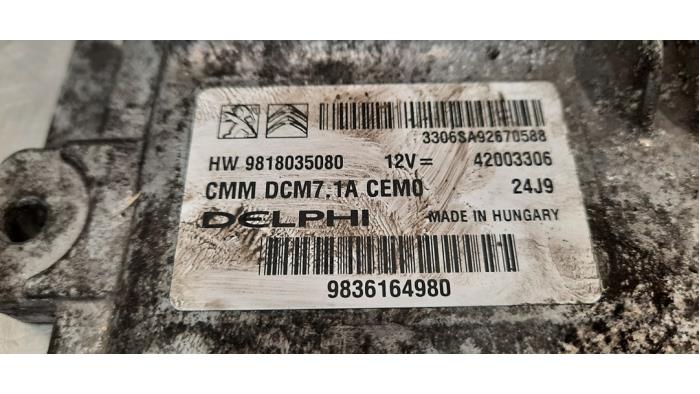 3306SA92670588
HW 9818035080 12V= 42003306
CMM DCM7.1A CEM0 24J9
DELPHI MADE IN HUNGARY
9836164980